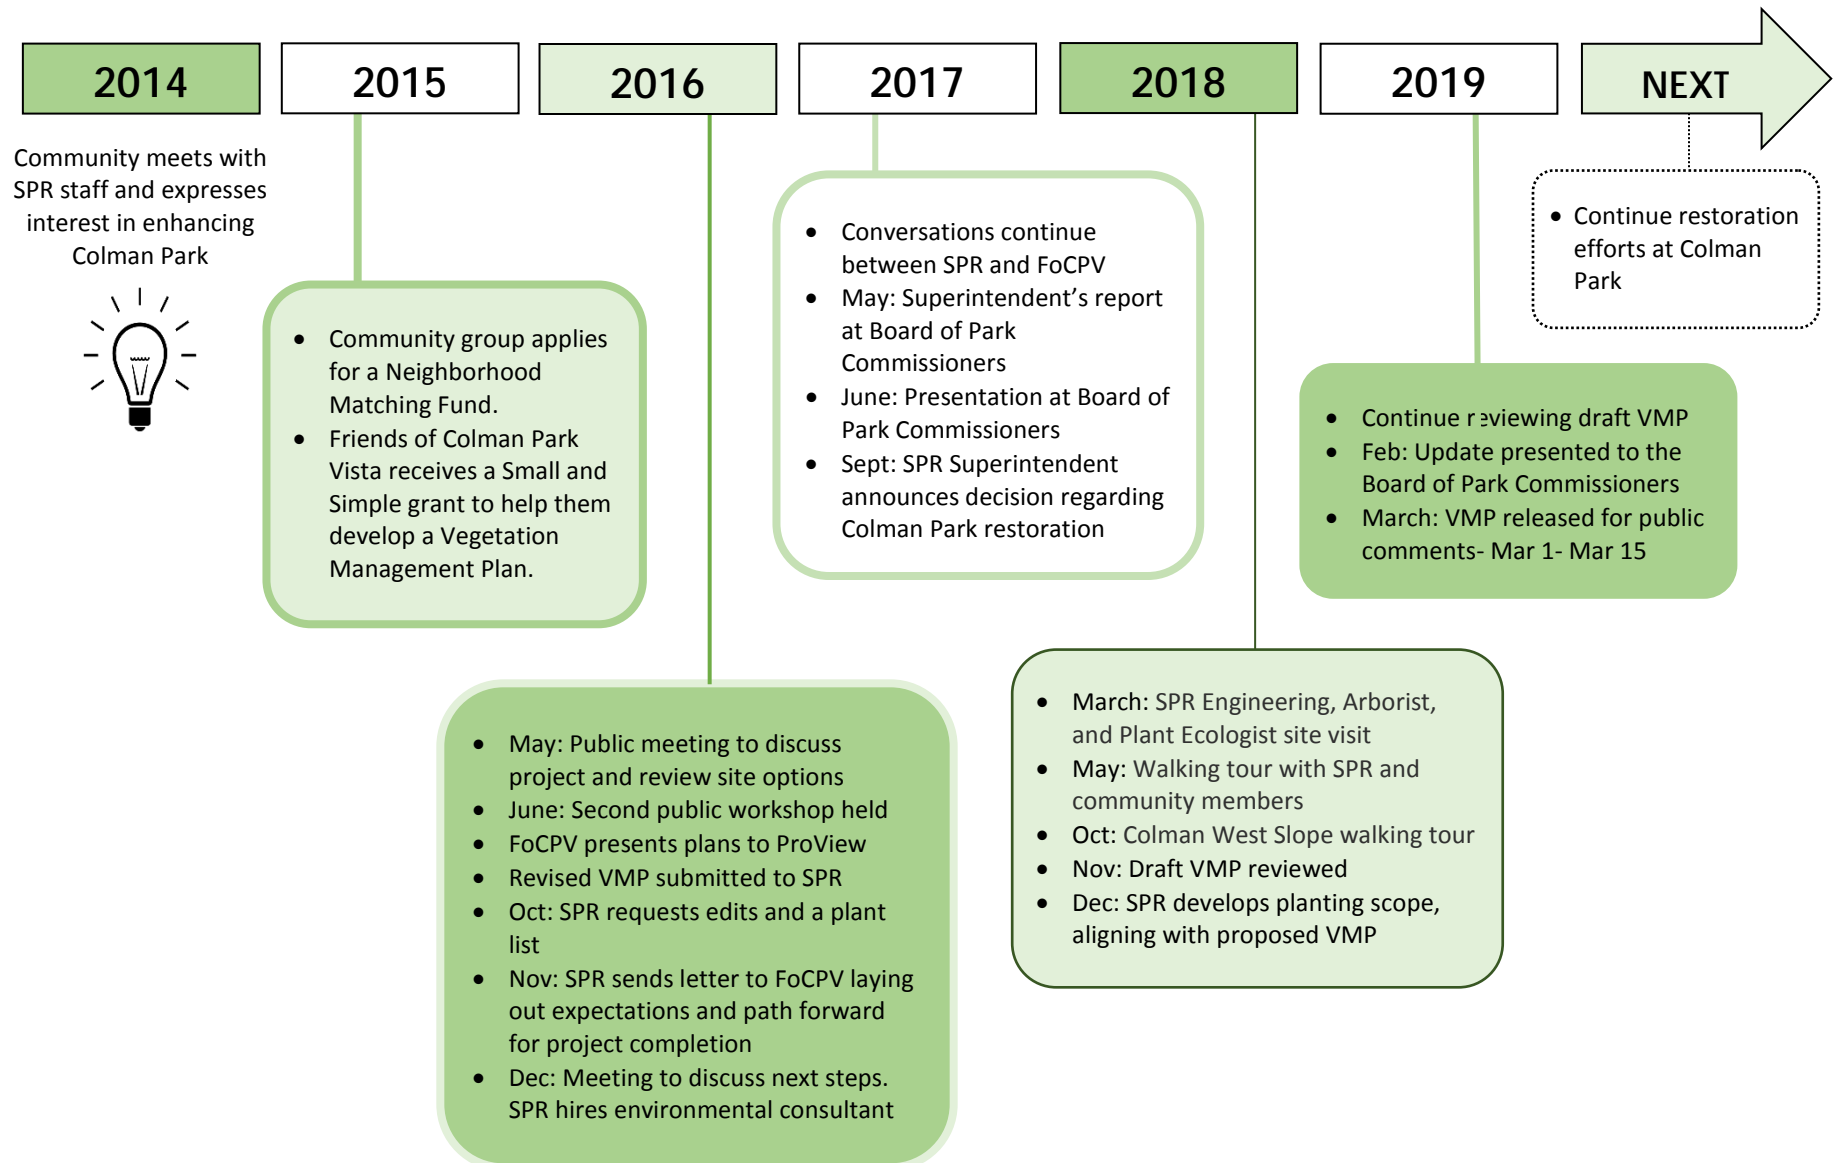 2014
2015
2016
2017
2018
2019
NEXT
Community meets with
SPR staff and expresses
interest in enhancing
Colman Park
• Community group applies
for a Neighborhood
Matching Fund.
• Friends of Colman Park
Vista receives a Small and
Simple grant to help them
develop a Vegetation
Management Plan.
• May: Public meeting to discuss
project and review site options
• June: Second public workshop held
• FoCPV presents plans to ProView
• Revised VMP submitted to SPR
• Oct: SPR requests edits and a plant
list
• Nov: SPR sends letter to FoCPV laying
out expectations and path forward
for project completion
• Dec: Meeting to discuss next steps.
SPR hires environmental consultant
• Conversations continue
between SPR and FoCPV
• May: Superintendent’s report
at Board of Park
Commissioners
• June: Presentation at Board of
Park Commissioners
• Sept: SPR Superintendent
announces decision regarding
Colman Park restoration
• March: SPR Engineering, Arborist,
and Plant Ecologist site visit
• May: Walking tour with SPR and
community members
• Oct: Colman West Slope walking tour
• Nov: Draft VMP reviewed
• Dec: SPR develops planting scope,
aligning with proposed VMP
• Continue reviewing draft VMP
• Feb: Update presented to the
Board of Park Commissioners
• March: VMP released for public
comments- Mar 1- Mar 15
• Continue restoration
efforts at Colman
Park